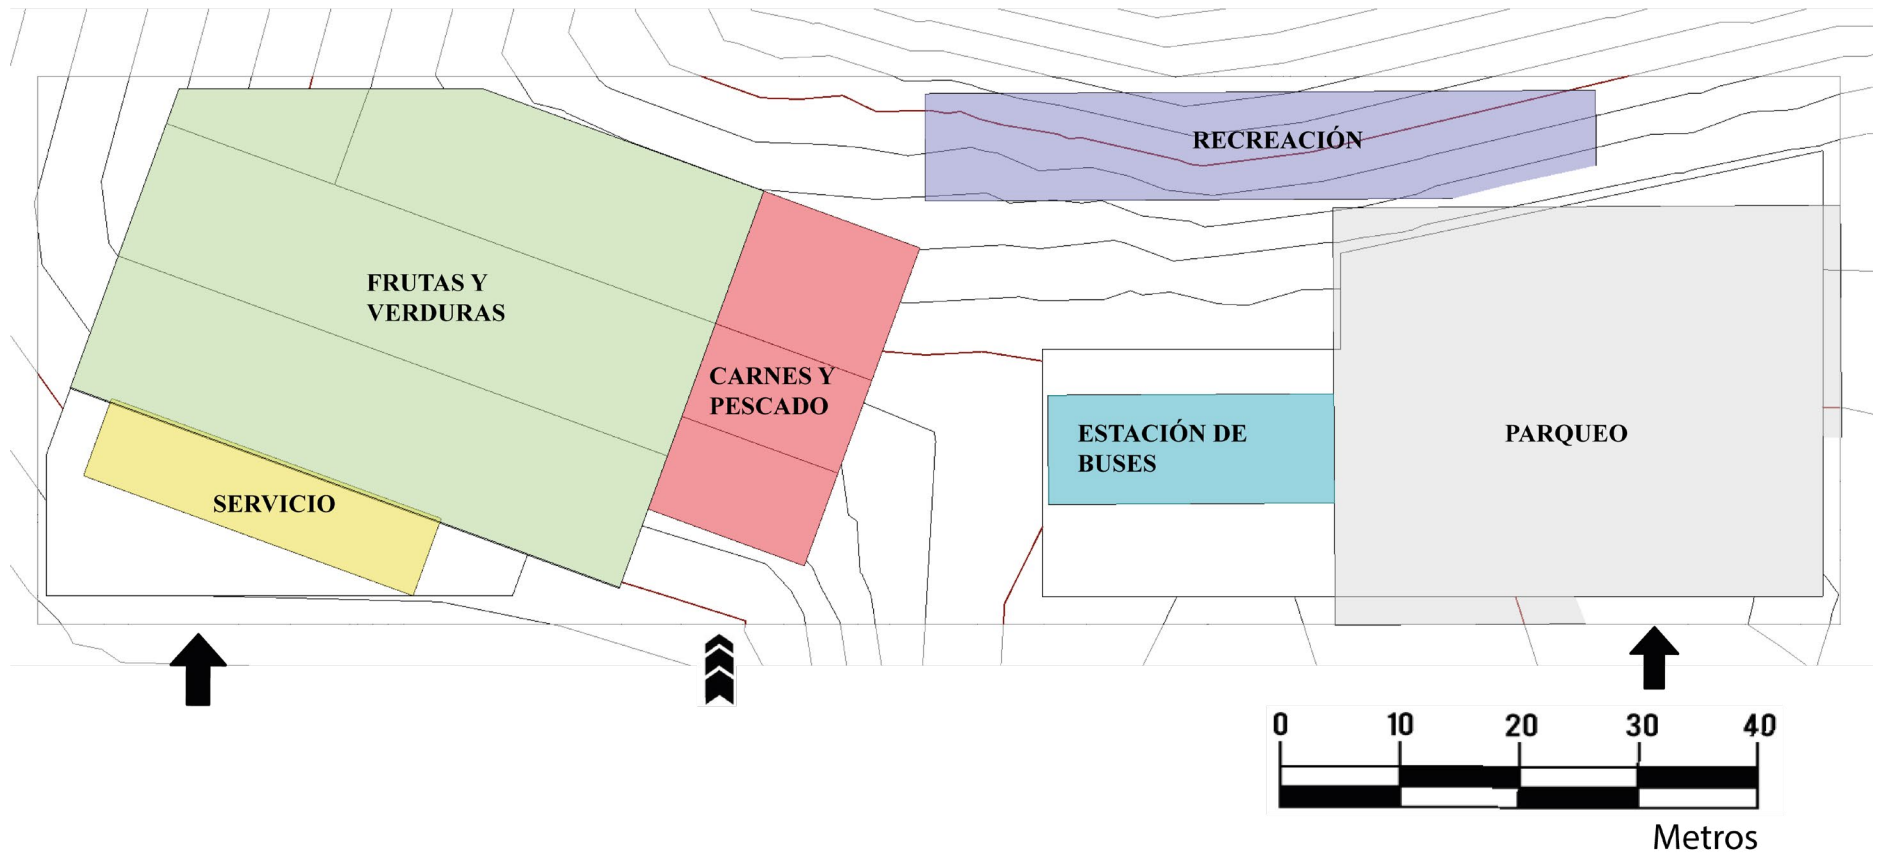 RECREACIÓN
FRUTAS Y
VERDURAS
CARNES Y
PESCADO
ESTACIÓN DE
BUSES
PARQUEO
SERVICIO
0 10 20 30 40
Metros